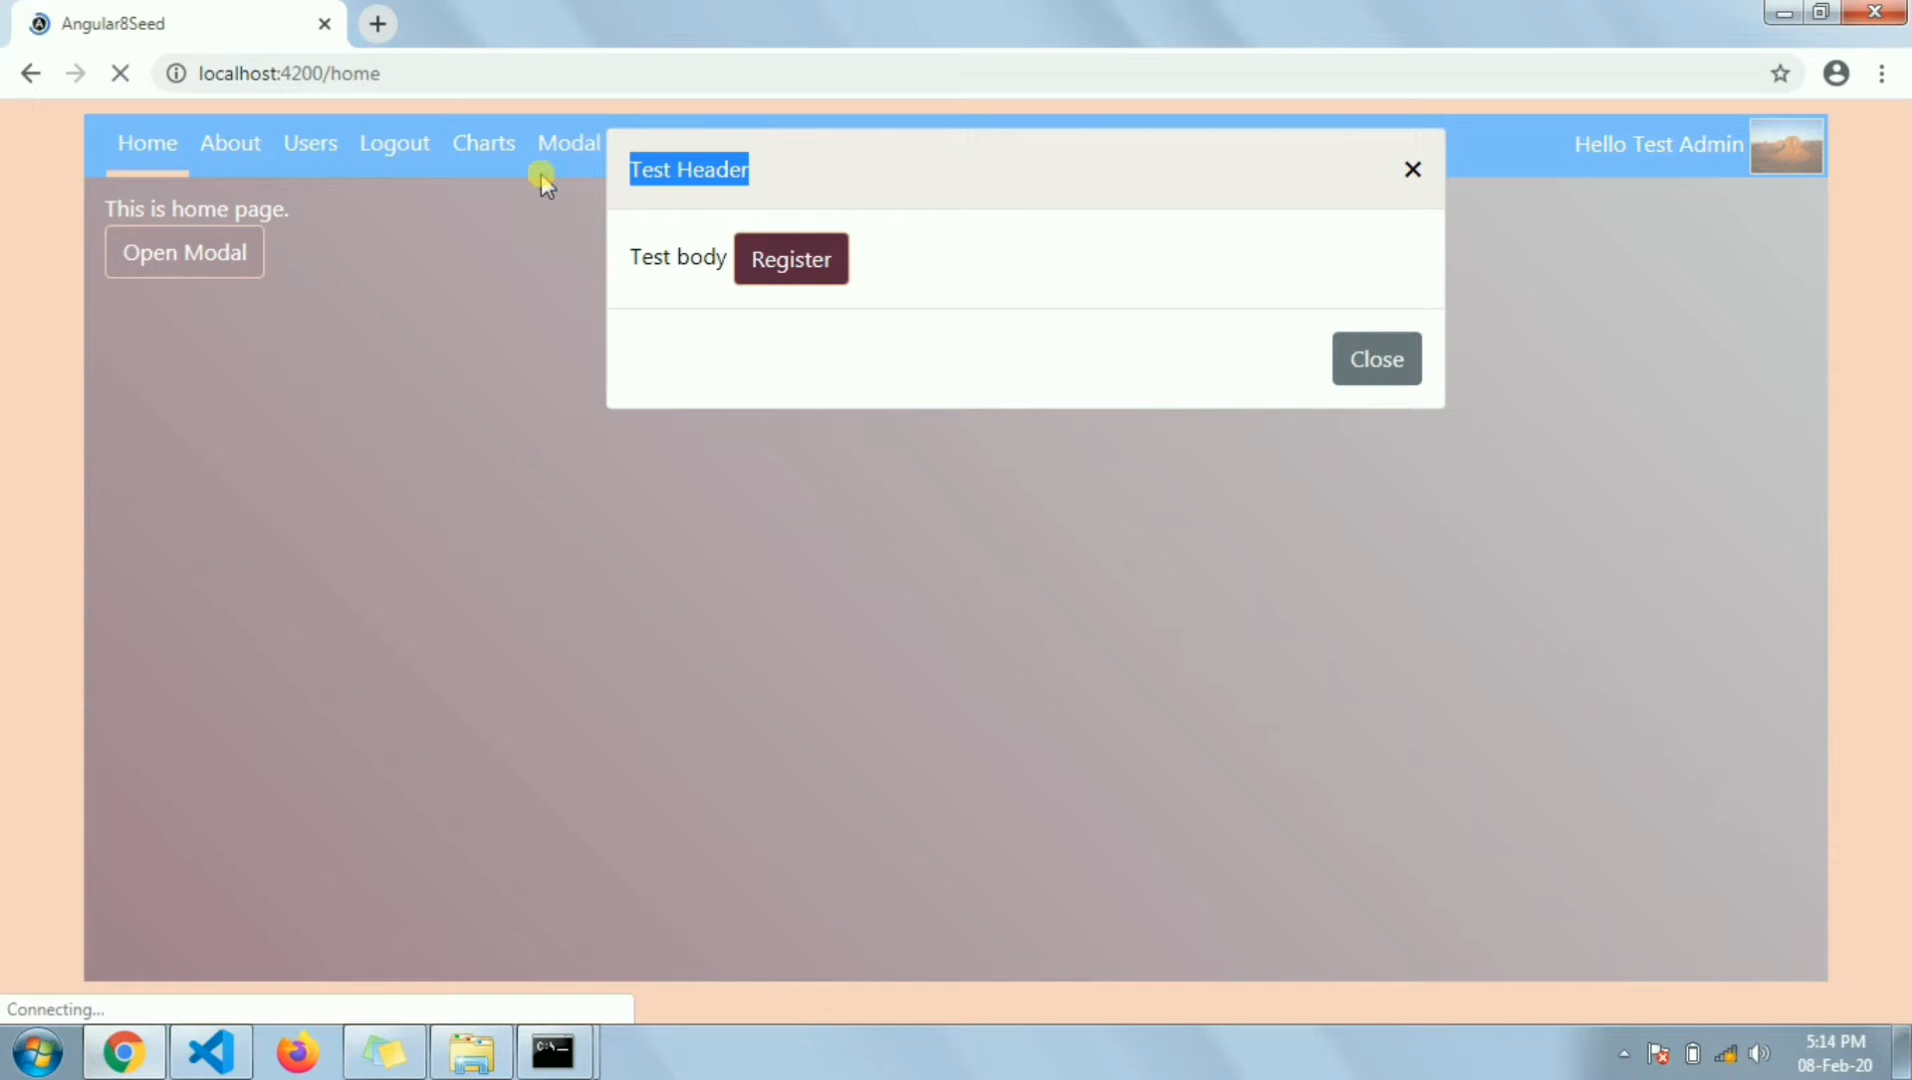 Angular8Seed
localhost:4200/home
Home About Users Logout Charts Modal
Hello Test Admin
This is home page.
Open Modal
Test Header
Test body Register
Close
Connecting...
C:\
5:14 PM
08-Feb-20